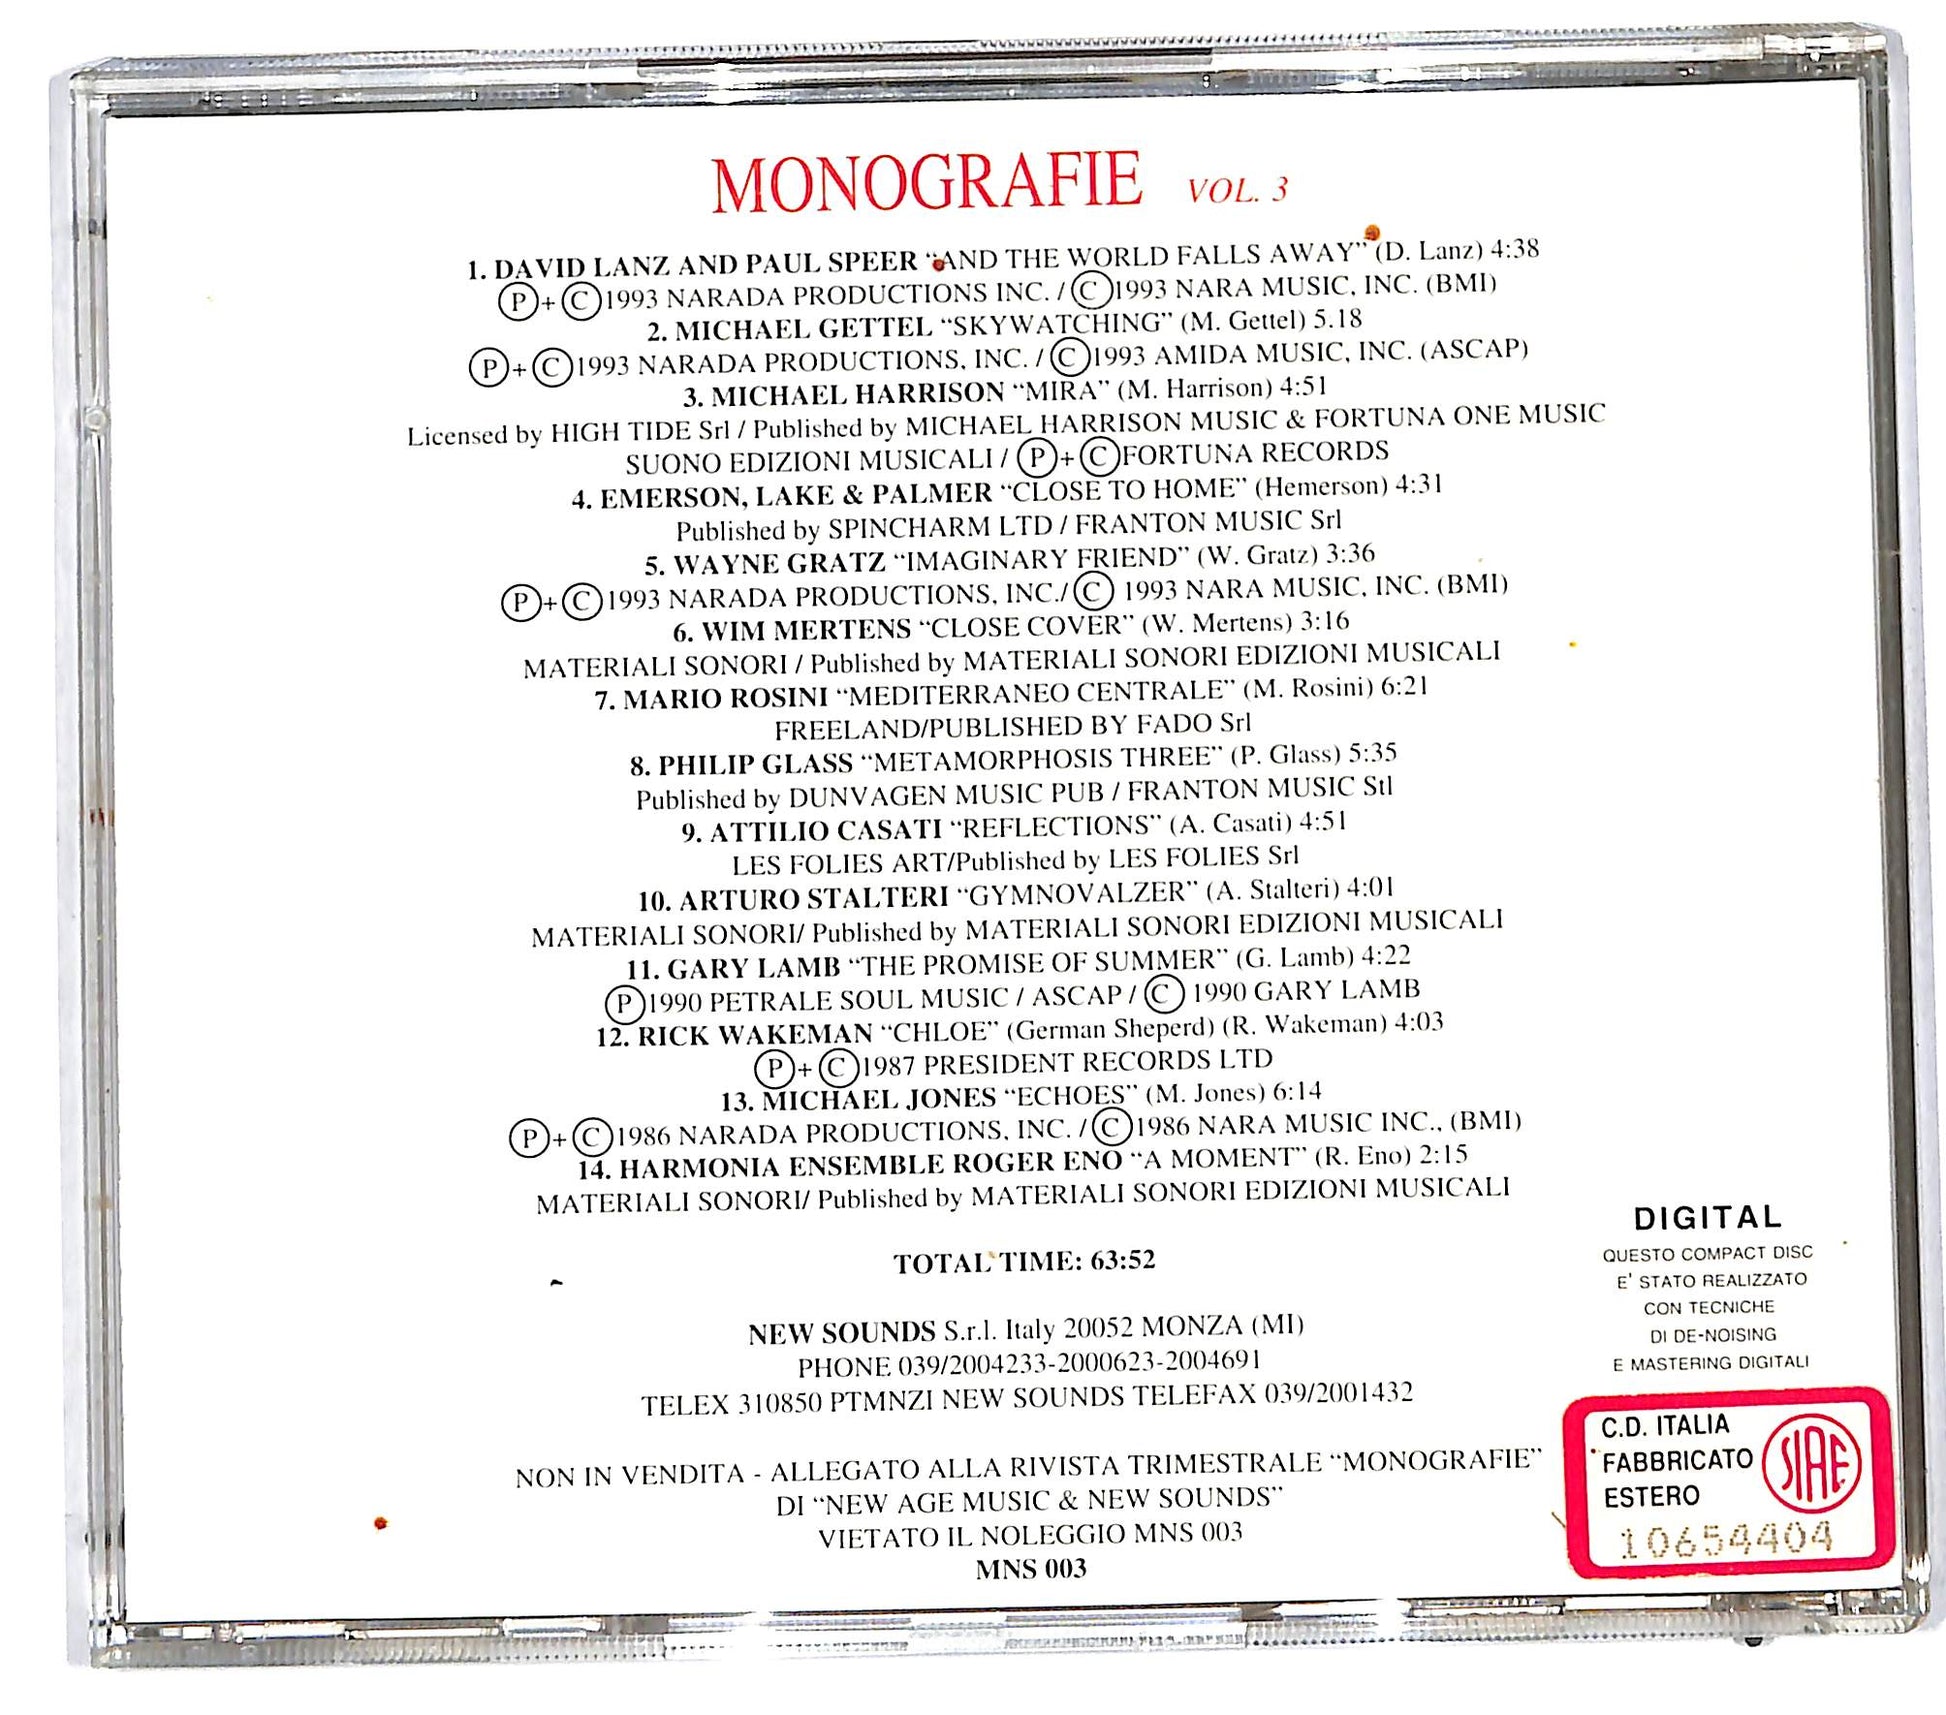 MONOGRAFIE VOL. 3
1. DAVID LANZ AND PAUL SPEER “AND THE WORLD FALLS AWAY” (D. Lanz) 4:38
Ⓟ+Ⓒ1993 NARADA PRODUCTIONS INC. / Ⓒ1993 NARA MUSIC, INC. (BMI)
2. MICHAEL GETTEL “SKYWATCHING” (M. Gettel) 5.18
Ⓟ+Ⓒ1993 NARADA PRODUCTIONS, INC. / Ⓒ1993 AMIDA MUSIC, INC. (ASCAP)
3. MICHAEL HARRISON “MIRA” (M. Harrison) 4:51
Licensed by HIGH TIDE Srl / Published by MICHAEL HARRISON MUSIC & FORTUNA ONE MUSIC
SUONO EDIZIONI MUSICALI / Ⓟ+ⒸFORTUNA RECORDS
4. EMERSON, LAKE & PALMER “CLOSE TO HOME” (Hemerson) 4:31
Published by SPINCHARM LTD / FRANTON MUSIC Srl
5. WAYNE GRATZ “IMAGINARY FRIEND” (W. Gratz) 3:36
Ⓟ+Ⓒ1993 NARADA PRODUCTIONS, INC./ Ⓒ 1993 NARA MUSIC, INC. (BMI)
6. WIM MERTENS “CLOSE COVER” (W. Mertens) 3:16
MATERIALI SONORI / Published by MATERIALI SONORI EDIZIONI MUSICALI
7. MARIO ROSINI “MEDITERRANEO CENTRALE” (M. Rosini) 6:21
FREELAND/PUBLISHED BY FADO Srl
8. PHILIP GLASS “METAMORPHOSIS THREE” (P. Glass) 5:35
Published by DUNVAGEN MUSIC PUB / FRANTON MUSIC Stl
9. ATTILIO CASATI “REFLECTIONS” (A. Casati) 4:51
LES FOLIES ART/Published by LES FOLIES Srl
10. ARTURO STALTERI “GYMNOVALZER” (A. Stalteri) 4:01
MATERIALI SONORI/ Published by MATERIALI SONORI EDIZIONI MUSICALI
11. GARY LAMB “THE PROMISE OF SUMMER” (G. Lamb) 4:22
Ⓟ1990 PETRALE SOUL MUSIC / ASCAP / Ⓒ 1990 GARY LAMB
12. RICK WAKEMAN “CHLOE” (German Sheperd) (R. Wakeman) 4:03
Ⓟ+Ⓒ1987 PRESIDENT RECORDS LTD
13. MICHAEL JONES “ECHOES” (M. Jones) 6:14
Ⓟ+Ⓒ1986 NARADA PRODUCTIONS, INC. / Ⓒ1986 NARA MUSIC INC., (BMI)
14. HARMONIA ENSEMBLE ROGER ENO “A MOMENT” (R. Eno) 2:15
MATERIALI SONORI/ Published by MATERIALI SONORI EDIZIONI MUSICALI
TOTAL TIME: 63:52
NEW SOUNDS S.r.l. Italy 20052 MONZA (MI)
PHONE 039/2004233-2000623-2004691
TELEX 310850 PTMNZI NEW SOUNDS TELEFAX 039/2001432
NON IN VENDITA - ALLEGATO ALLA RIVISTA TRIMESTRALE “MONOGRAFIE”
DI “NEW AGE MUSIC & NEW SOUNDS”
VIETATO IL NOLEGGIO MNS 003
MNS 003
DIGITAL
QUESTO COMPACT DISC
E' STATO REALIZZATO
CON TECNICHE
DI DE-NOISING
E MASTERING DIGITALI
C.D. ITALIA
FABBRICATO
ESTERO
SIAE
10654404